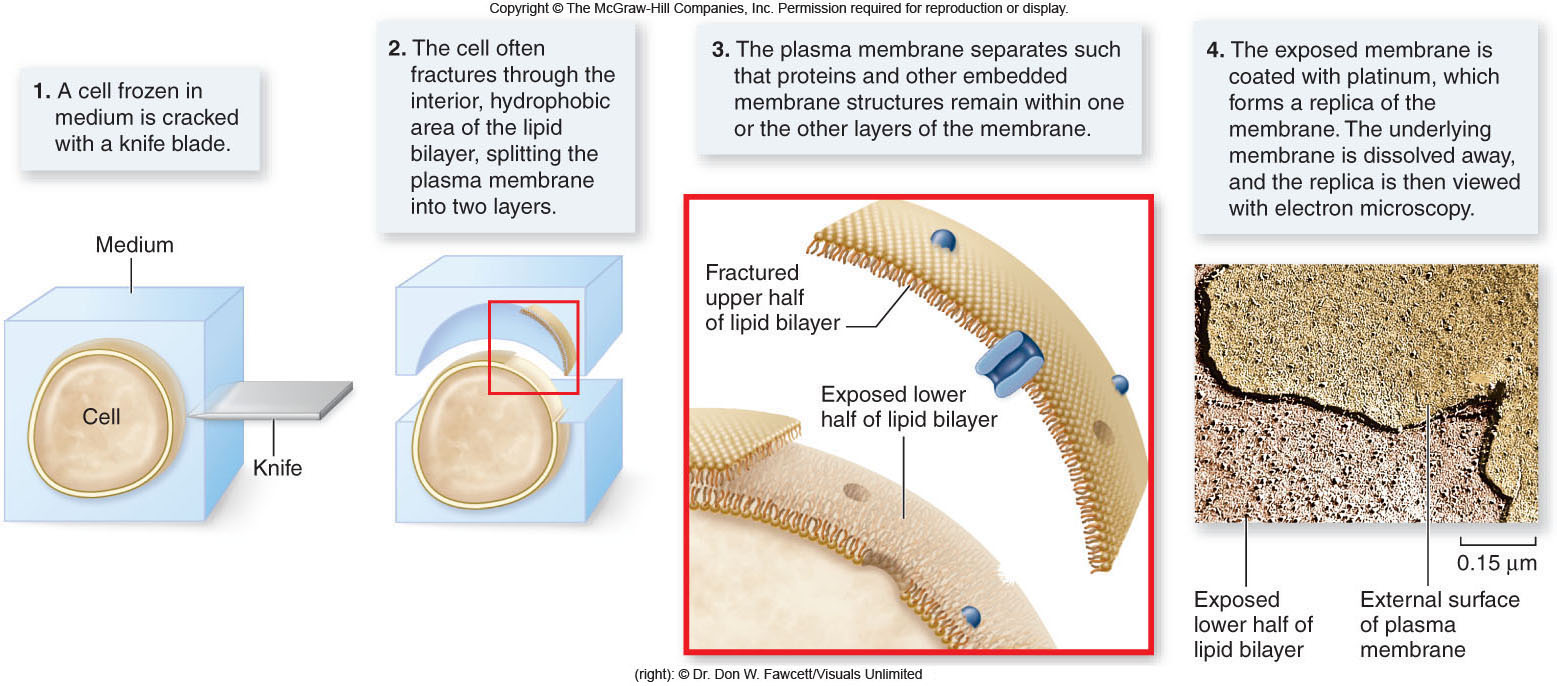 Copyright © The McGraw-Hill Companies, Inc. Permission required for reproduction or display.
1. A cell frozen in
medium is cracked
with a knife blade.
Medium
Cell
Knife
2. The cell often
fractures through the
interior, hydrophobic
area of the lipid
bilayer, splitting the
plasma membrane
into two layers.
3. The plasma membrane separates such
that proteins and other embedded
membrane structures remain within one
or the other layers of the membrane.
Fractured
upper half
of lipid bilayer
Exposed lower
half of lipid bilayer
4. The exposed membrane is
coated with platinum, which
forms a replica of the
membrane. The underlying
membrane is dissolved away,
and the replica is then viewed
with electron microscopy.
0.15 μm
Exposed
lower half of
lipid bilayer
External surface
of plasma
membrane
(right): © Dr. Don W. Fawcett/Visuals Unlimited